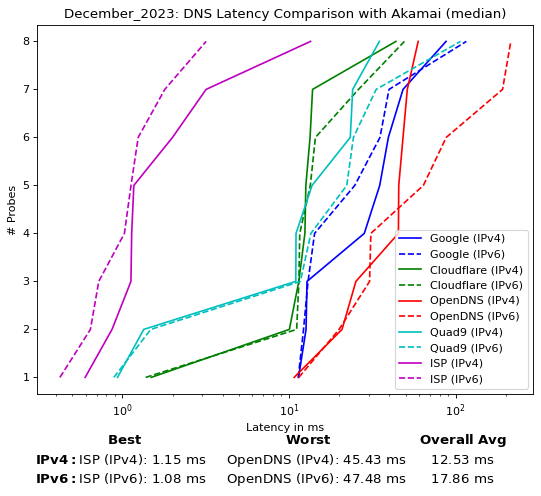 December_2023: DNS Latency Comparison with Akamai (median)
8
7
6
5
4
3
2
1
# Probes
Google (IPv4)
Google (IPv6)
Cloudflare (IPv4)
Cloudflare (IPv6)
OpenDNS (IPv4)
OpenDNS (IPv6)
Quad9 (IPv4)
Quad9 (IPv6)
ISP (IPv4)
ISP (IPv6)
10⁰ 10¹ 10²
Latency in ms
Best Worst Overall Avg
IPv4: ISP (IPv4): 1.15 ms OpenDNS (IPv4): 45.43 ms 12.53 ms
IPv6: ISP (IPv6): 1.08 ms OpenDNS (IPv6): 47.48 ms 17.86 ms